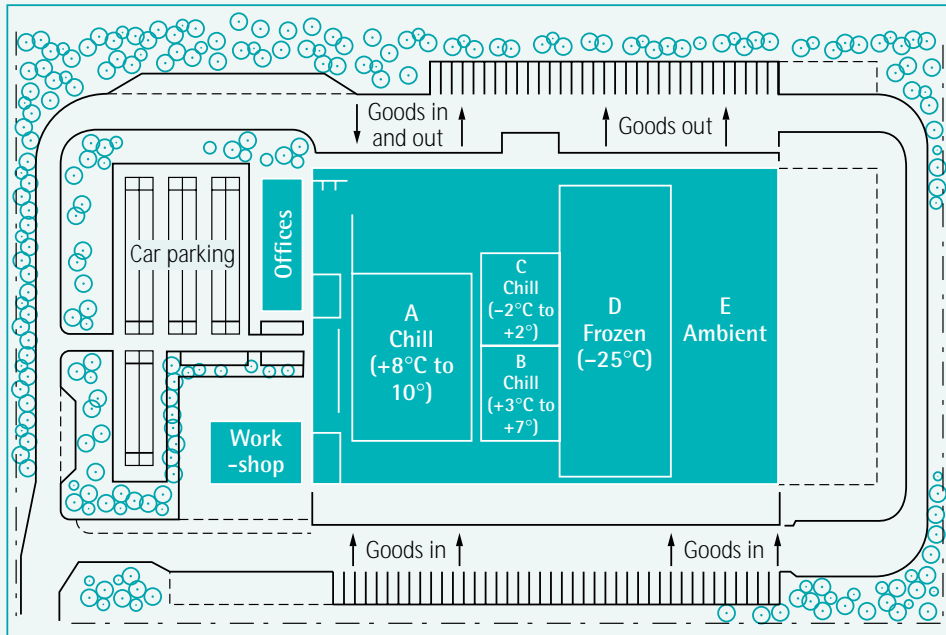 Goods in
and out
Goods out
Car parking
Offices
A
Chill
(+8°C to
10°)
C
Chill
(–2°C to
+2°)
B
Chill
(+3°C to
+7°)
D
Frozen
(–25°C)
E
Ambient
Work
-shop
Goods in
Goods in